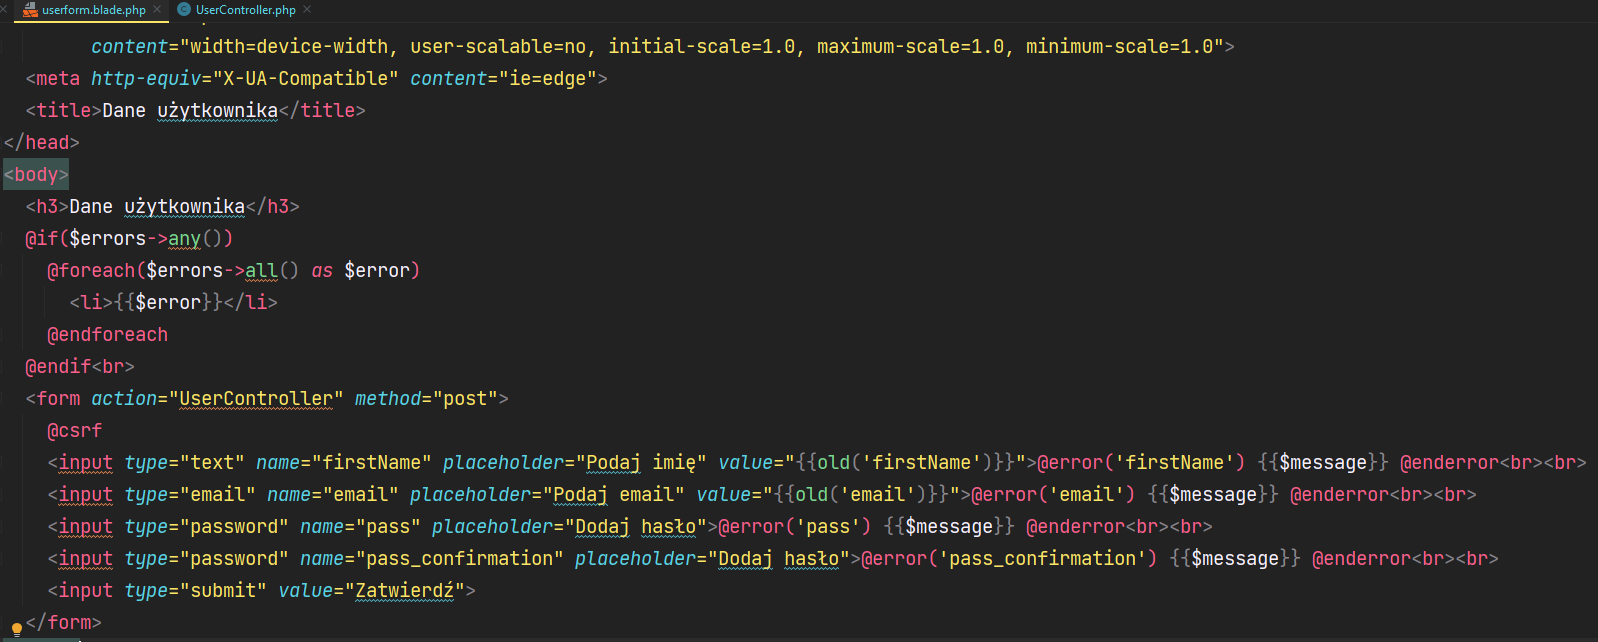 userform.blade.php UserController.php
content="width=device-width, user-scalable=no, initial-scale=1.0, maximum-scale=1.0, minimum-scale=1.0">
<meta http-equiv="X-UA-Compatible" content="ie=edge">
<title>Dane użytkownika</title>
</head>
<body>
<h3>Dane użytkownika</h3>
@if($errors->any())
@foreach($errors->all() as $error)
<li>{{$error}}</li>
@endforeach
@endif<br>
<form action="UserController" method="post">
@csrf
<input type="text" name="firstName" placeholder="Podaj imię" value="{{old('firstName')}}">@error('firstName') {{$message}} @enderror<br><br>
<input type="email" name="email" placeholder="Podaj email" value="{{old('email')}}">@error('email') {{$message}} @enderror<br><br>
<input type="password" name="pass" placeholder="Dodaj hasło">@error('pass') {{$message}} @enderror<br><br>
<input type="password" name="pass_confirmation" placeholder="Dodaj hasło">@error('pass_confirmation') {{$message}} @enderror<br><br>
<input type="submit" value="Zatwierdź">
</form>